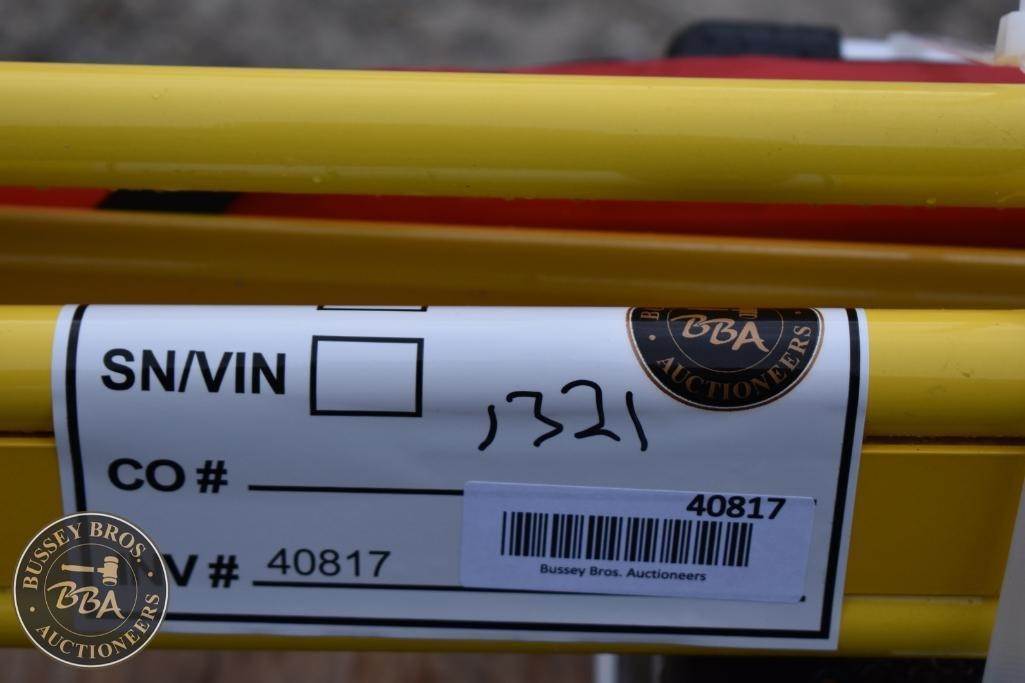 BBA
AUCTIONEERS
SN/VIN
1321
CO #
40817
Bussey Bros. Auctioneers
V # 40817
BUSSEY BROS.
BBA
AUCTIONEERS